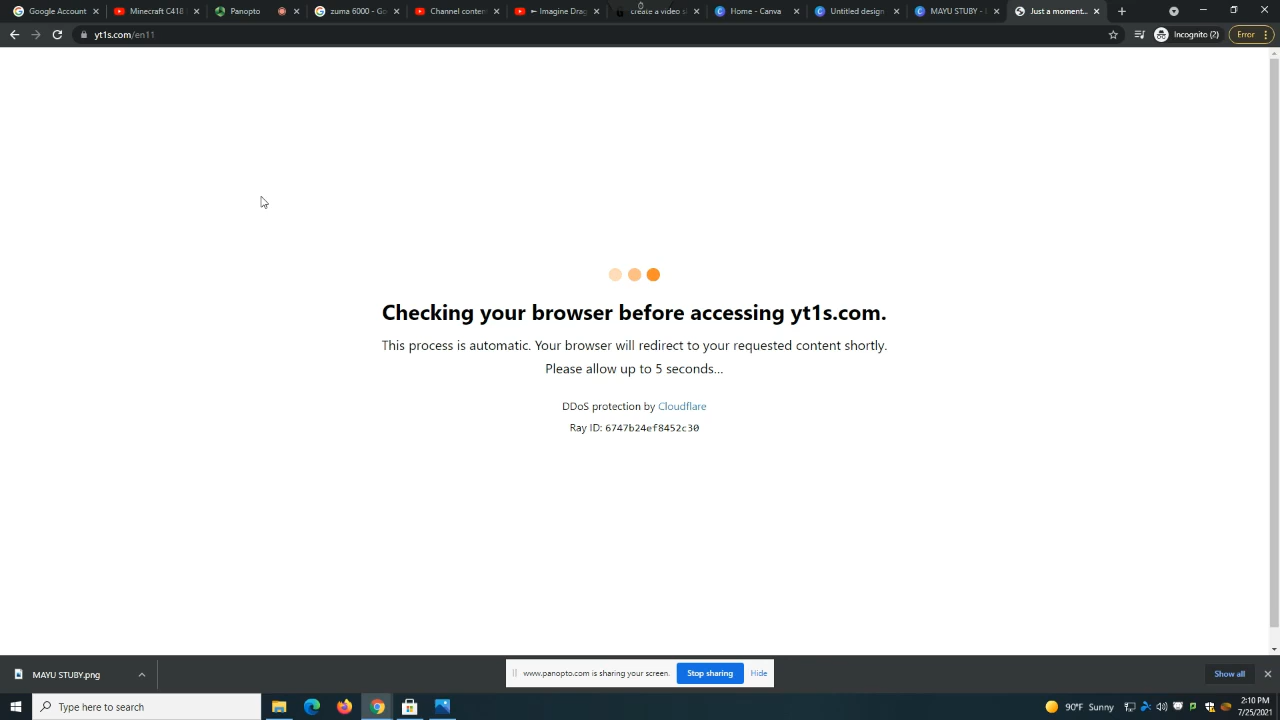 Google Account
Minecraft C418
Panopto
zuma 6000 - Go
Channel conten
Imagine Drag
create a video s
Home - Canva
Untitled design
MAYU STUBY -
Just a moment...
yt1s.com/en11
Incognito (2)
Error
Checking your browser before accessing yt1s.com.
This process is automatic. Your browser will redirect to your requested content shortly.
Please allow up to 5 seconds...
DDoS protection by Cloudflare
Ray ID: 6747b24ef8452c30
MAYU STUBY.png
www.panopto.com is sharing your screen.
Stop sharing
Hide
Show all
Type here to search
90°F Sunny
2:10 PM
7/25/2021